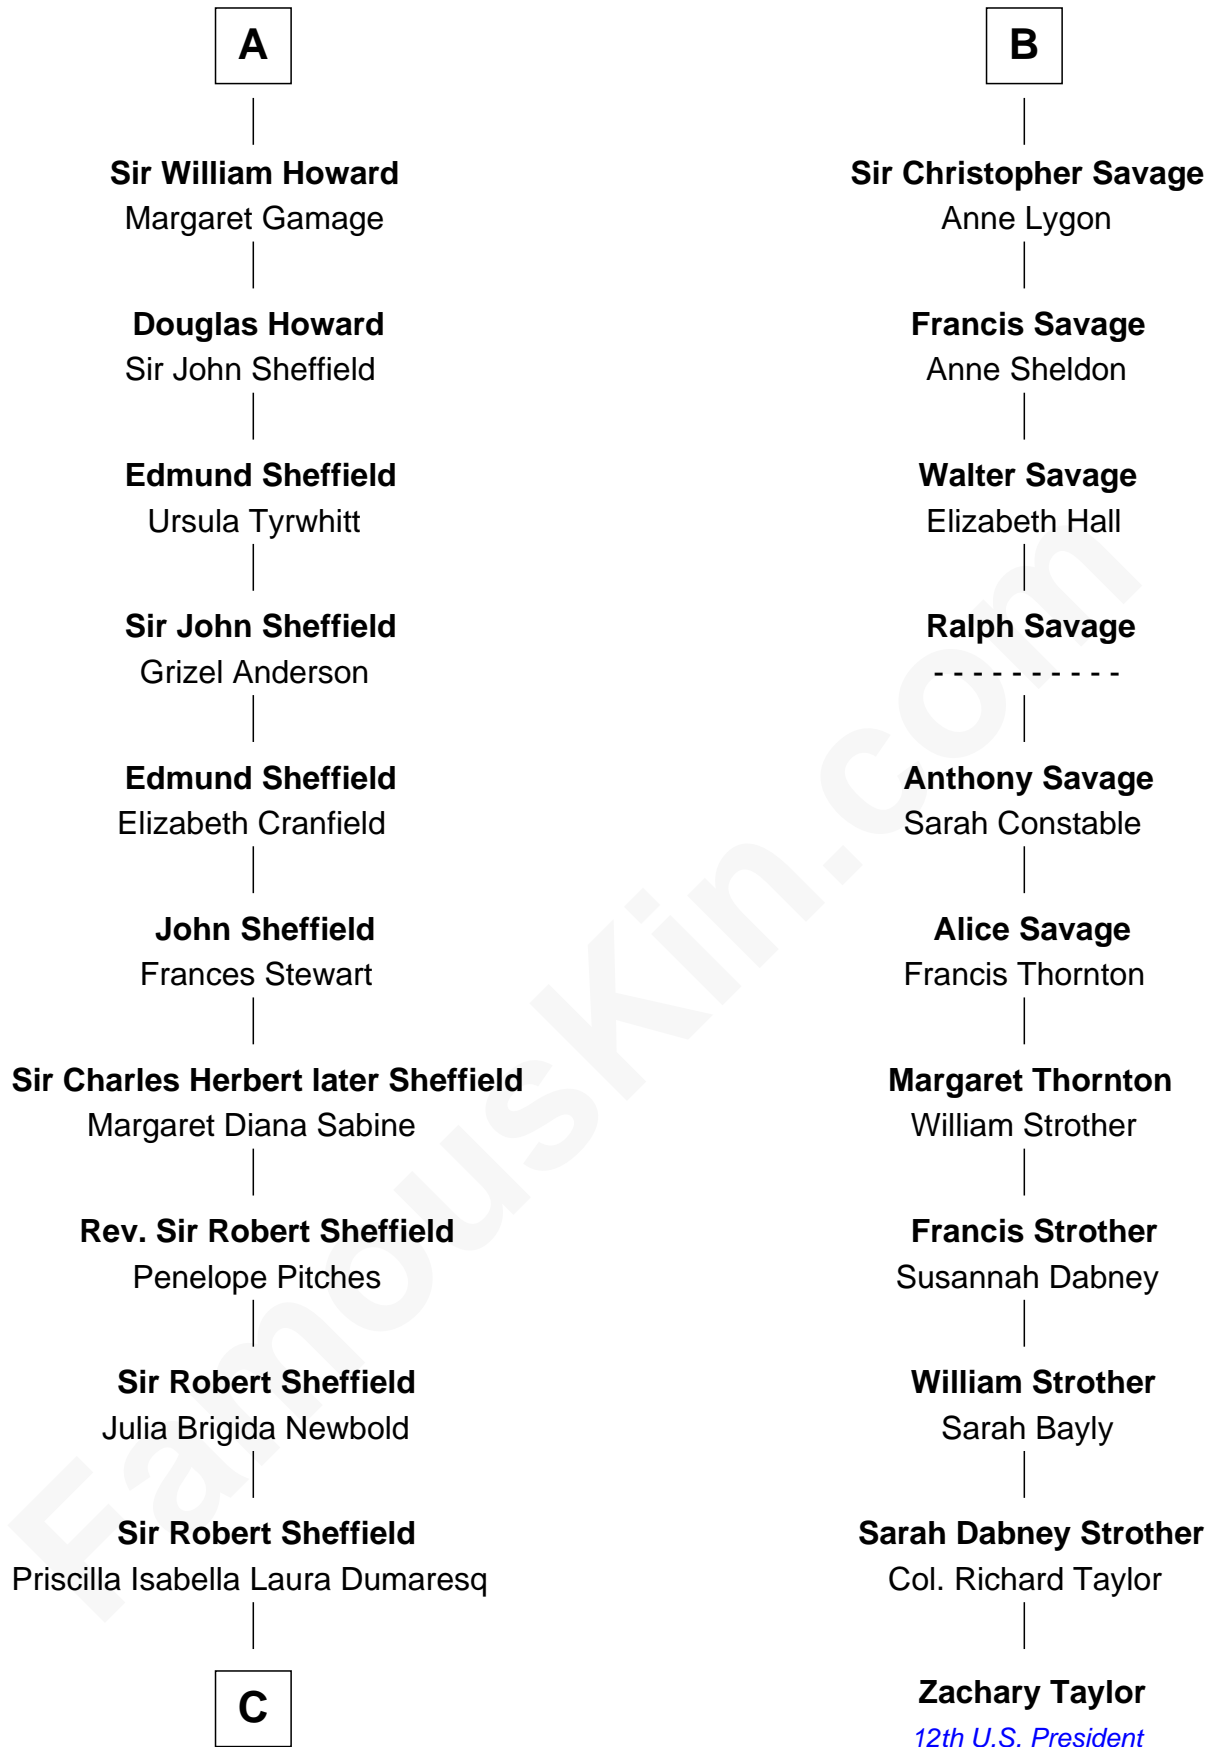 A
Sir William Howard
Margaret Gamage
Douglas Howard
Sir John Sheffield
Edmund Sheffield
Ursula Tyrwhitt
Sir John Sheffield
Grizel Anderson
Edmund Sheffield
Elizabeth Cranfield
John Sheffield
Frances Stewart
Sir Charles Herbert later Sheffield
Margaret Diana Sabine
Rev. Sir Robert Sheffield
Penelope Pitches
Sir Robert Sheffield
Julia Brigida Newbold
Sir Robert Sheffield
Priscilla Isabella Laura Dumaresq
C
B
Sir Christopher Savage
Anne Lygon
Francis Savage
Anne Sheldon
Walter Savage
Elizabeth Hall
Ralph Savage
- - - - - - - - - -
Anthony Savage
Sarah Constable
Alice Savage
Francis Thornton
Margaret Thornton
William Strother
Francis Strother
Susannah Dabney
William Strother
Sarah Bayly
Sarah Dabney Strother
Col. Richard Taylor
Zachary Taylor
12th U.S. President
FamousKin.com